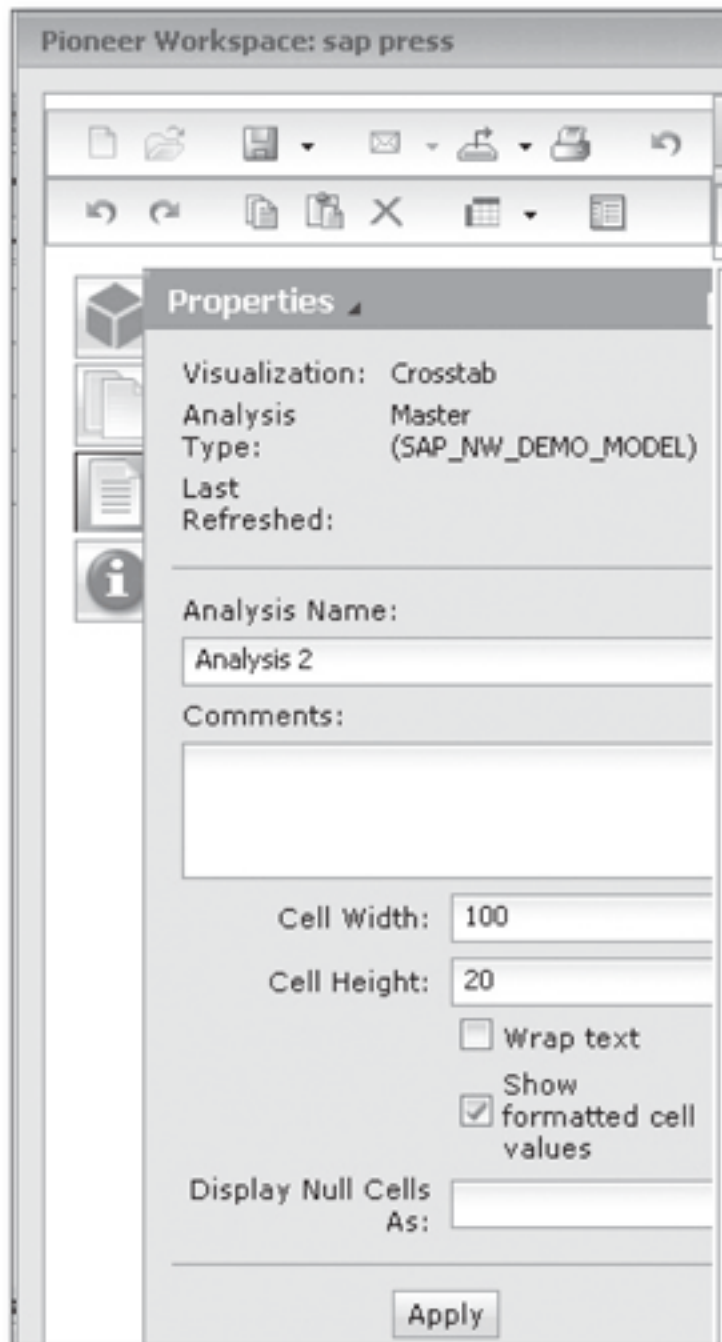 Pioneer Workspace: sap press
Properties
Visualization: Crosstab
Analysis Type: Master (SAP_NW_DEMO_MODEL)
Last Refreshed:
Analysis Name:
Analysis 2
Comments:
Cell Width: 100
Cell Height: 20
Wrap text
Show formatted cell values
Display Null Cells As:
Apply